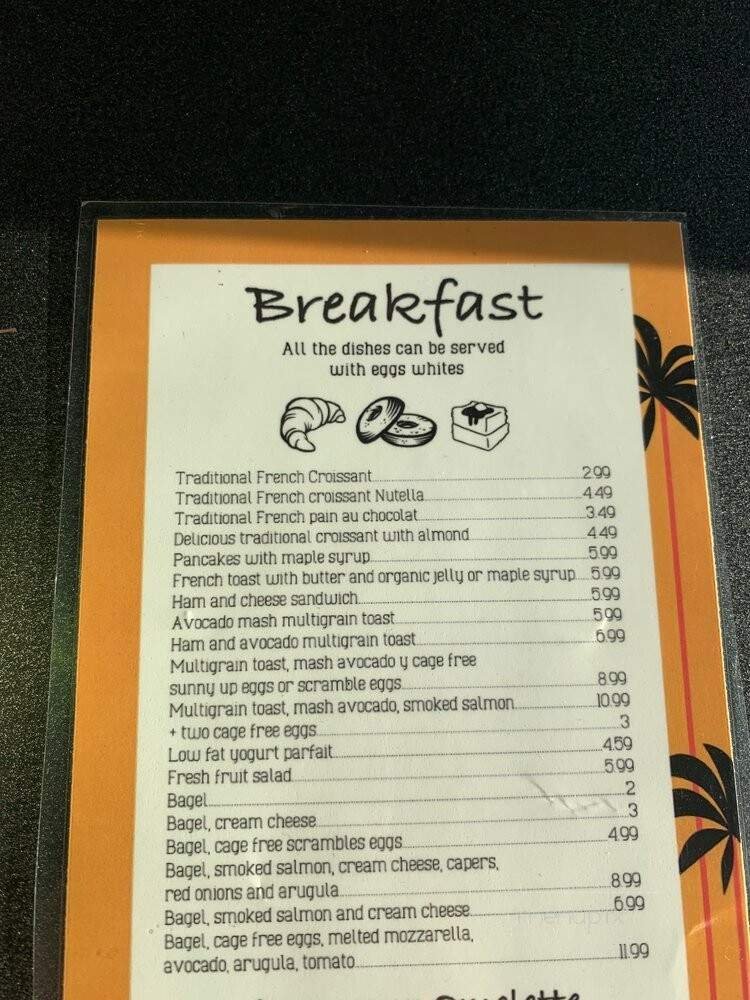 Breakfast
All the dishes can be served
with eggs whites
Traditional French Croissant 2.99
Traditional French croissant Nutella 4.49
Traditional French pain au chocolat 3.49
Delicious traditional croissant with almond 4.49
Pancakes with maple syrup 5.99
French toast with butter and organic jelly or maple syrup 5.99
Ham and cheese sandwich 5.99
Avocado mash multigrain toast 5.99
Ham and avocado multigrain toast 6.99
Multigrain toast, mash avocado y cage free
sunny up eggs or scramble eggs 8.99
Multigrain toast, mash avocado, smoked salmon 10.99
+ two cage free eggs 3
Low fat yogurt parfait 4.59
Fresh fruit salad 5.99
Bagel 2
Bagel, cream cheese 3
Bagel, cage free scrambles eggs 4.99
Bagel, smoked salmon, cream cheese, capers,
red onions and arugula 8.99
Bagel, smoked salmon and cream cheese 6.99
Bagel, cage free eggs, melted mozzarella,
avocado, arugula, tomato 11.99